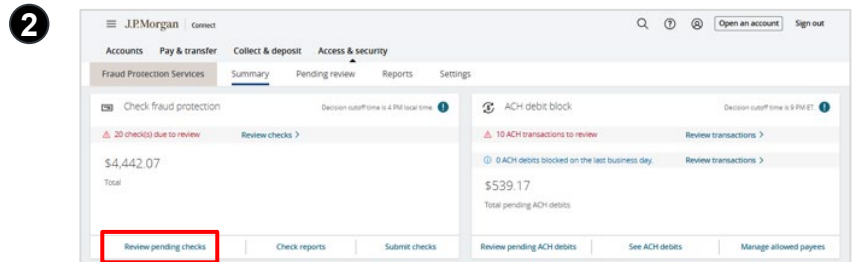 2
J.P.Morgan | Connect
Open an account Sign out
Accounts Pay & transfer Collect & deposit Access & security
Fraud Protection Services Summary Pending review Reports Settings
Check fraud protection Decision cutoff time is 4 PM local time.
20 check(s) due to review Review checks >
$4,442.07
Total
Review pending checks Check reports Submit checks
ACH debit block Decision cutoff time is 9 PM ET.
10 ACH transactions to review Review transactions >
0 ACH debits blocked on the last business day. Review transactions >
$539.17
Total pending ACH debits
Review pending ACH debits See ACH debits Manage allowed payees